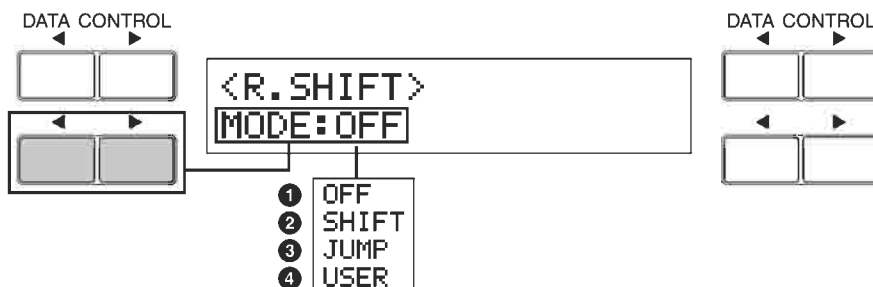 DATA CONTROL
DATA CONTROL
<R.SHIFT>
MODE:OFF
1 OFF
2 SHIFT
3 JUMP
4 USER